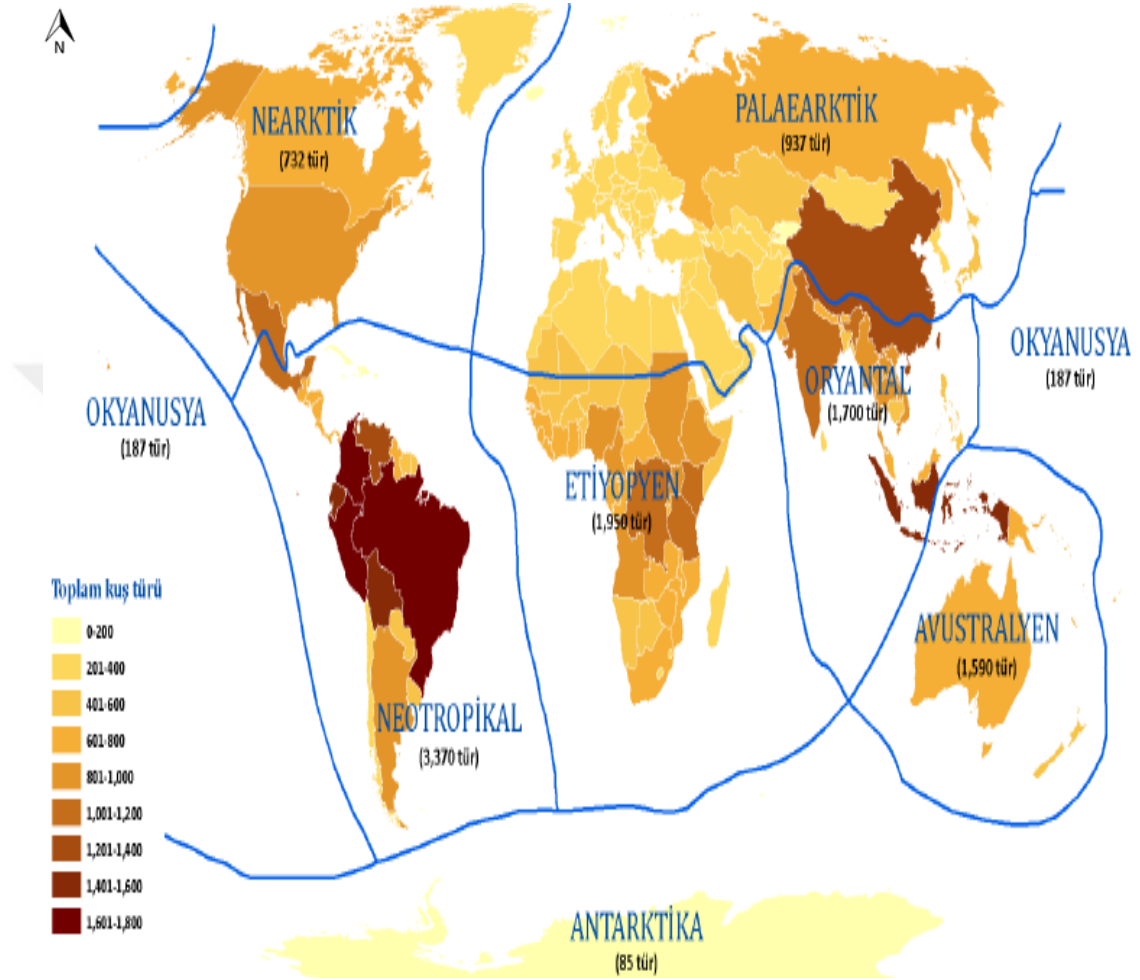 N
NEARKTİK
(732 tür)
PALAEARKTİK
(937 tür)
OKYANUSYA
(187 tür)
OKYANUSYA
(187 tür)
ORYANTAL
(1,700 tür)
ETİYOPYEN
(1,950 tür)
AVUSTRALYEN
(1,590 tür)
NEOTROPİKAL
(3,370 tür)
Toplam kuş türü
0-200
201-400
401-600
601-800
801-1,000
1,001-1,200
1,201-1,400
1,401-1,600
1,601-1,800
ANTARKTİKA
(85 tür)